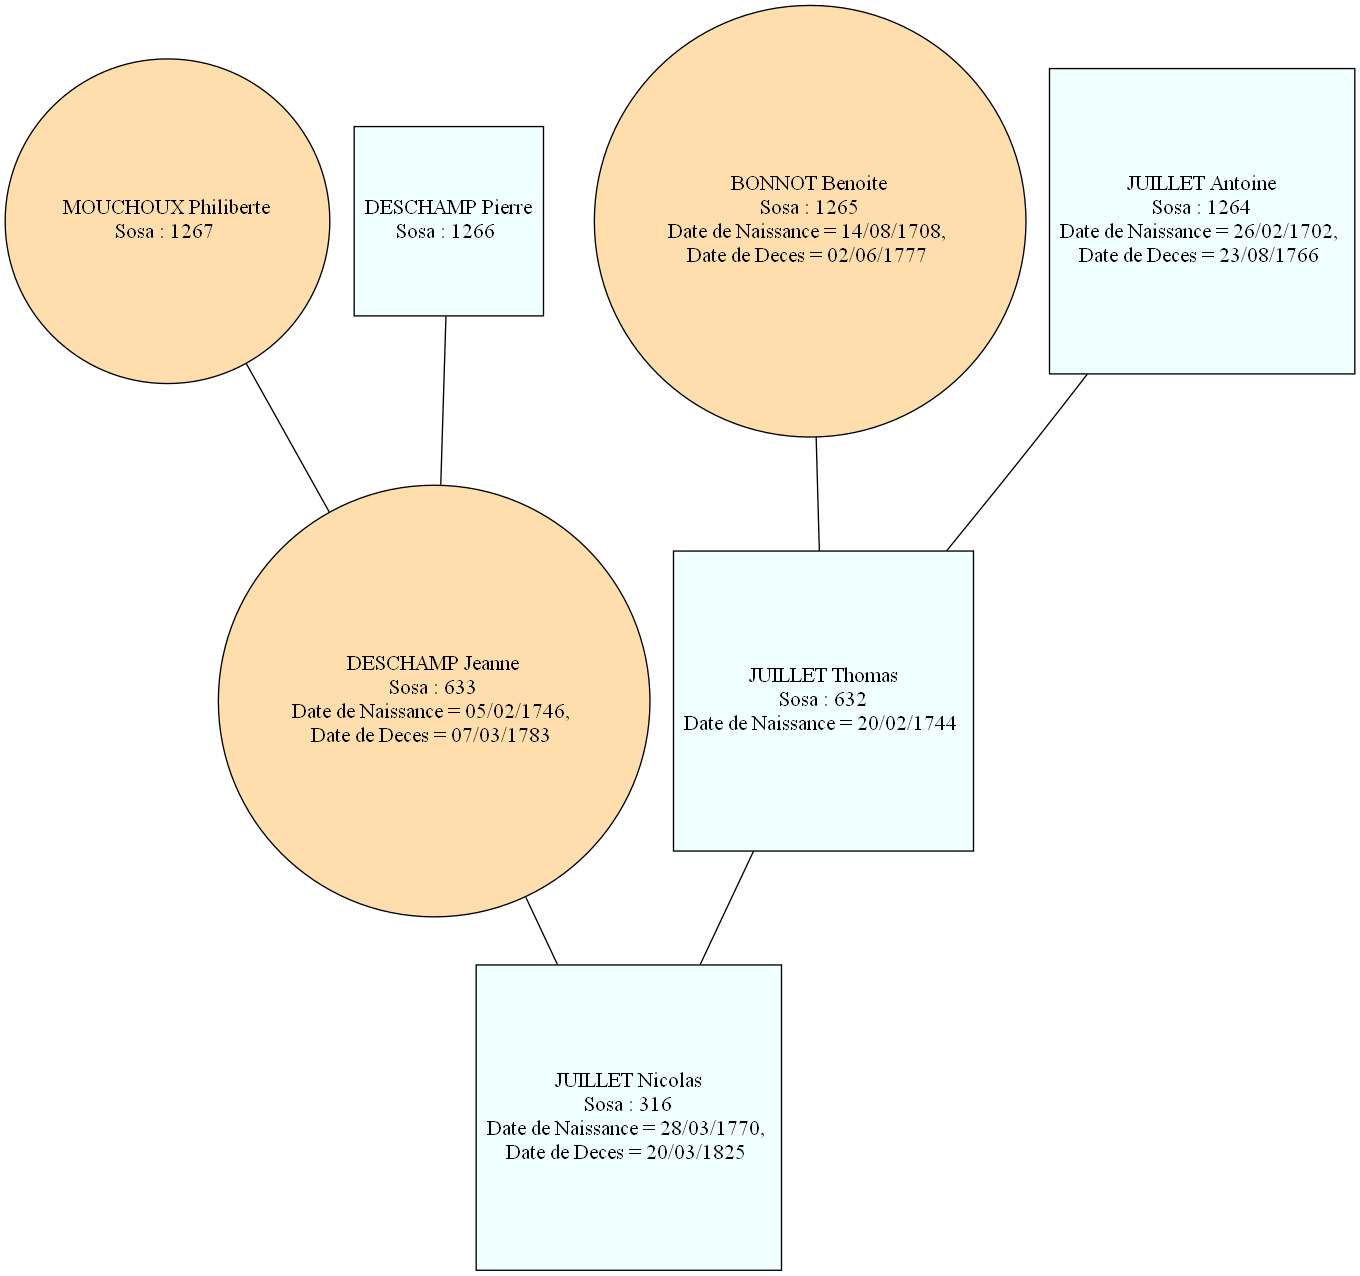 MOUCHOUX Philiberte
Sosa : 1267
DESCHAMP Pierre
Sosa : 1266
BONNOT Benoite
Sosa : 1265
Date de Naissance = 14/08/1708,
Date de Deces = 02/06/1777
JUILLET Antoine
Sosa : 1264
Date de Naissance = 26/02/1702,
Date de Deces = 23/08/1766
DESCHAMP Jeanne
Sosa : 633
Date de Naissance = 05/02/1746,
Date de Deces = 07/03/1783
JUILLET Thomas
Sosa : 632
Date de Naissance = 20/02/1744
JUILLET Nicolas
Sosa : 316
Date de Naissance = 28/03/1770,
Date de Deces = 20/03/1825